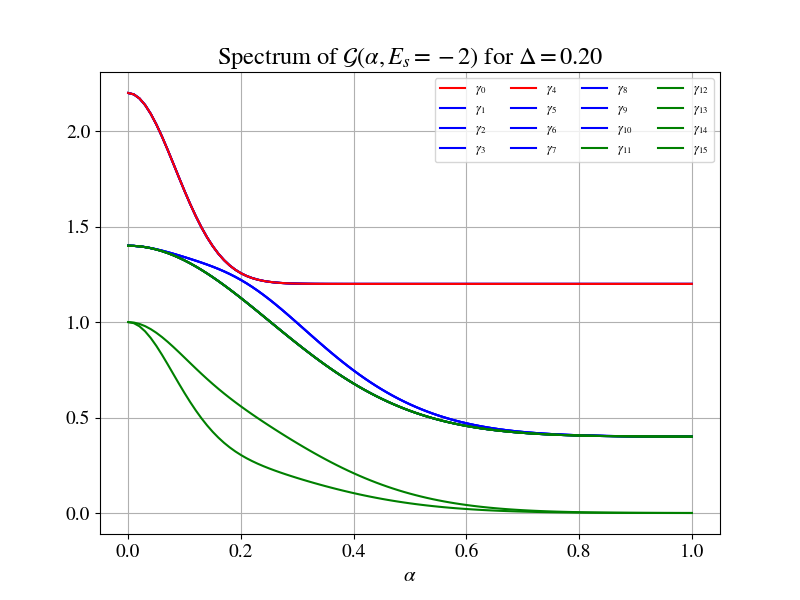 Spectrum of 𝒢(α, E_s = −2) for Δ = 0.20
γ₀ γ₄ γ₈ γ₁₂
γ₁ γ₅ γ₉ γ₁₃
γ₂ γ₆ γ₁₀ γ₁₄
γ₃ γ₇ γ₁₁ γ₁₅
2.0
1.5
1.0
0.5
0.0
0.0 0.2 0.4 0.6 0.8 1.0
α